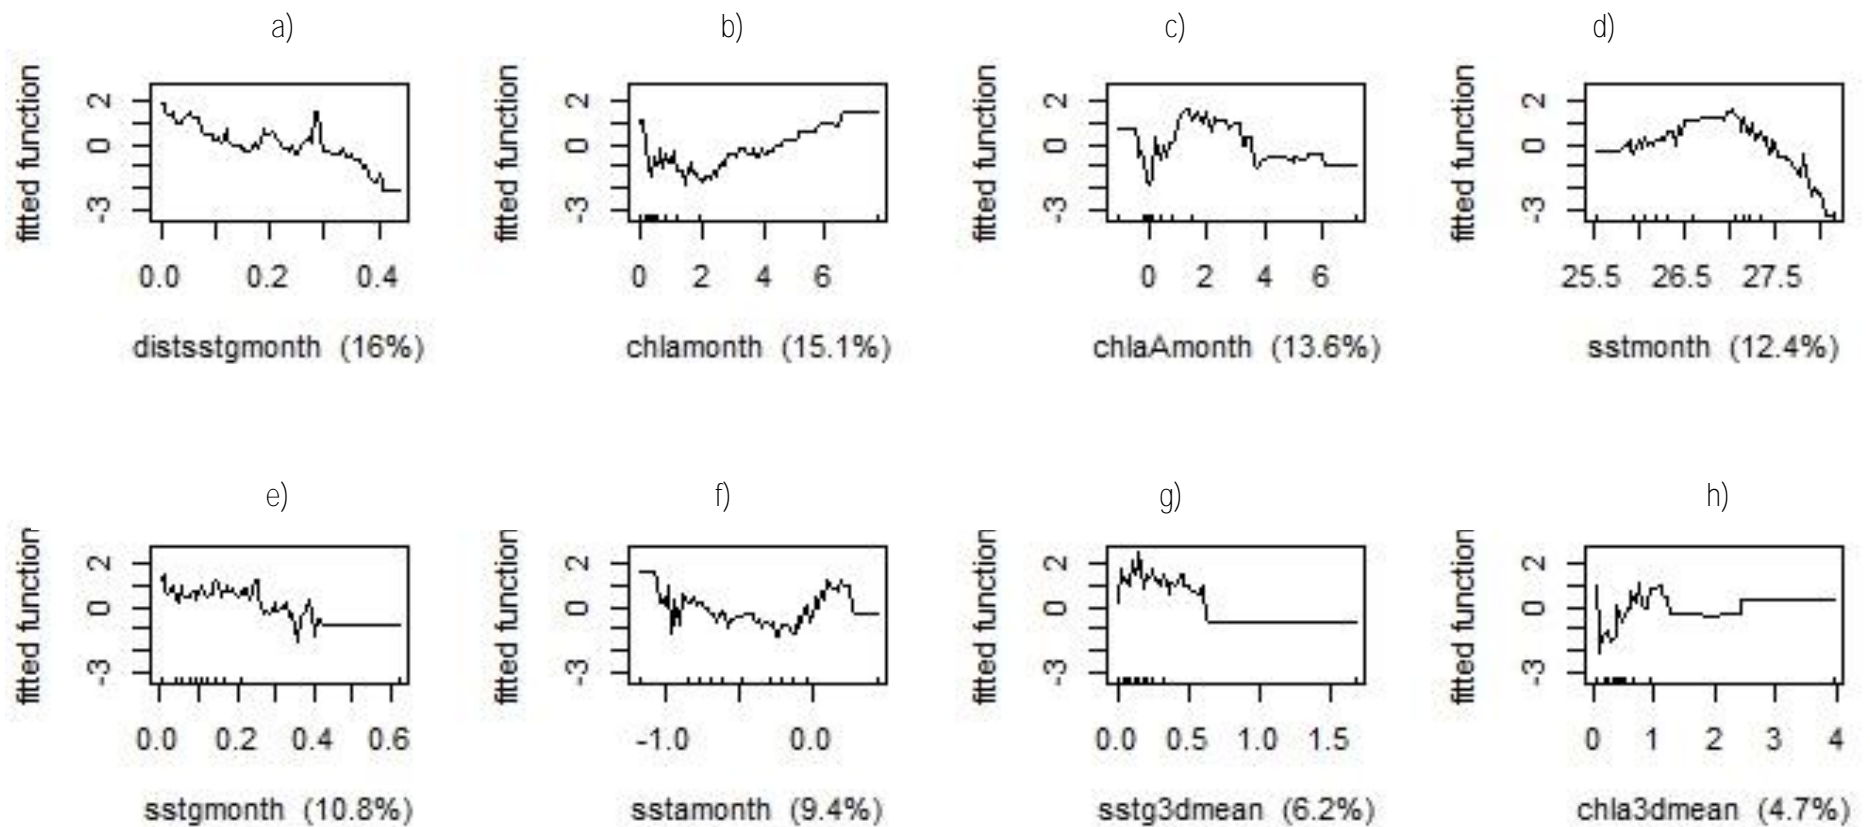 a) b) c) d)
fitted function fitted function fitted function fitted function
2 0 -3 2 0 -3 2 0 -3 2 0 -3
0.0 0.2 0.4 0 2 4 6 0 2 4 6 25.5 26.5 27.5
distsstgmonth (16%) chlamonth (15.1%) chlaAmonth (13.6%) sstmonth (12.4%)
e) f) g) h)
fitted function fitted function fitted function fitted function
2 0 -3 2 0 -3 2 0 -3 2 0 -3
0.0 0.2 0.4 0.6 -1.0 0.0 0.0 0.5 1.0 1.5 0 1 2 3 4
sstgmonth (10.8%) sstamonth (9.4%) sstg3dmean (6.2%) chla3dmean (4.7%)